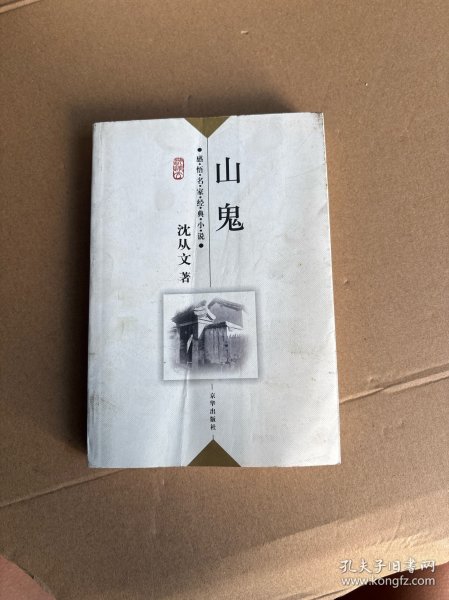 山鬼
感·悟·名·家·经·典·小·说
沈从文 著
京华出版社
孔夫子旧书网
www.kongfz.com